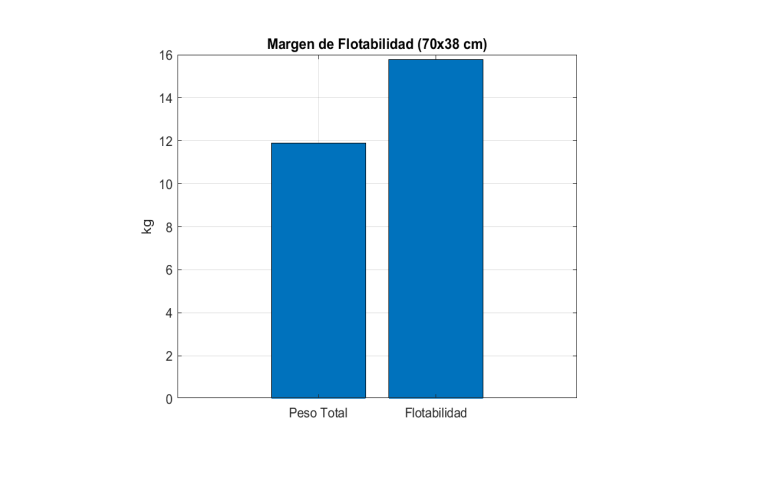 Margen de Flotabilidad (70x38 cm)
16
14
12
10
8
6
4
2
0
kg
Peso Total
Flotabilidad